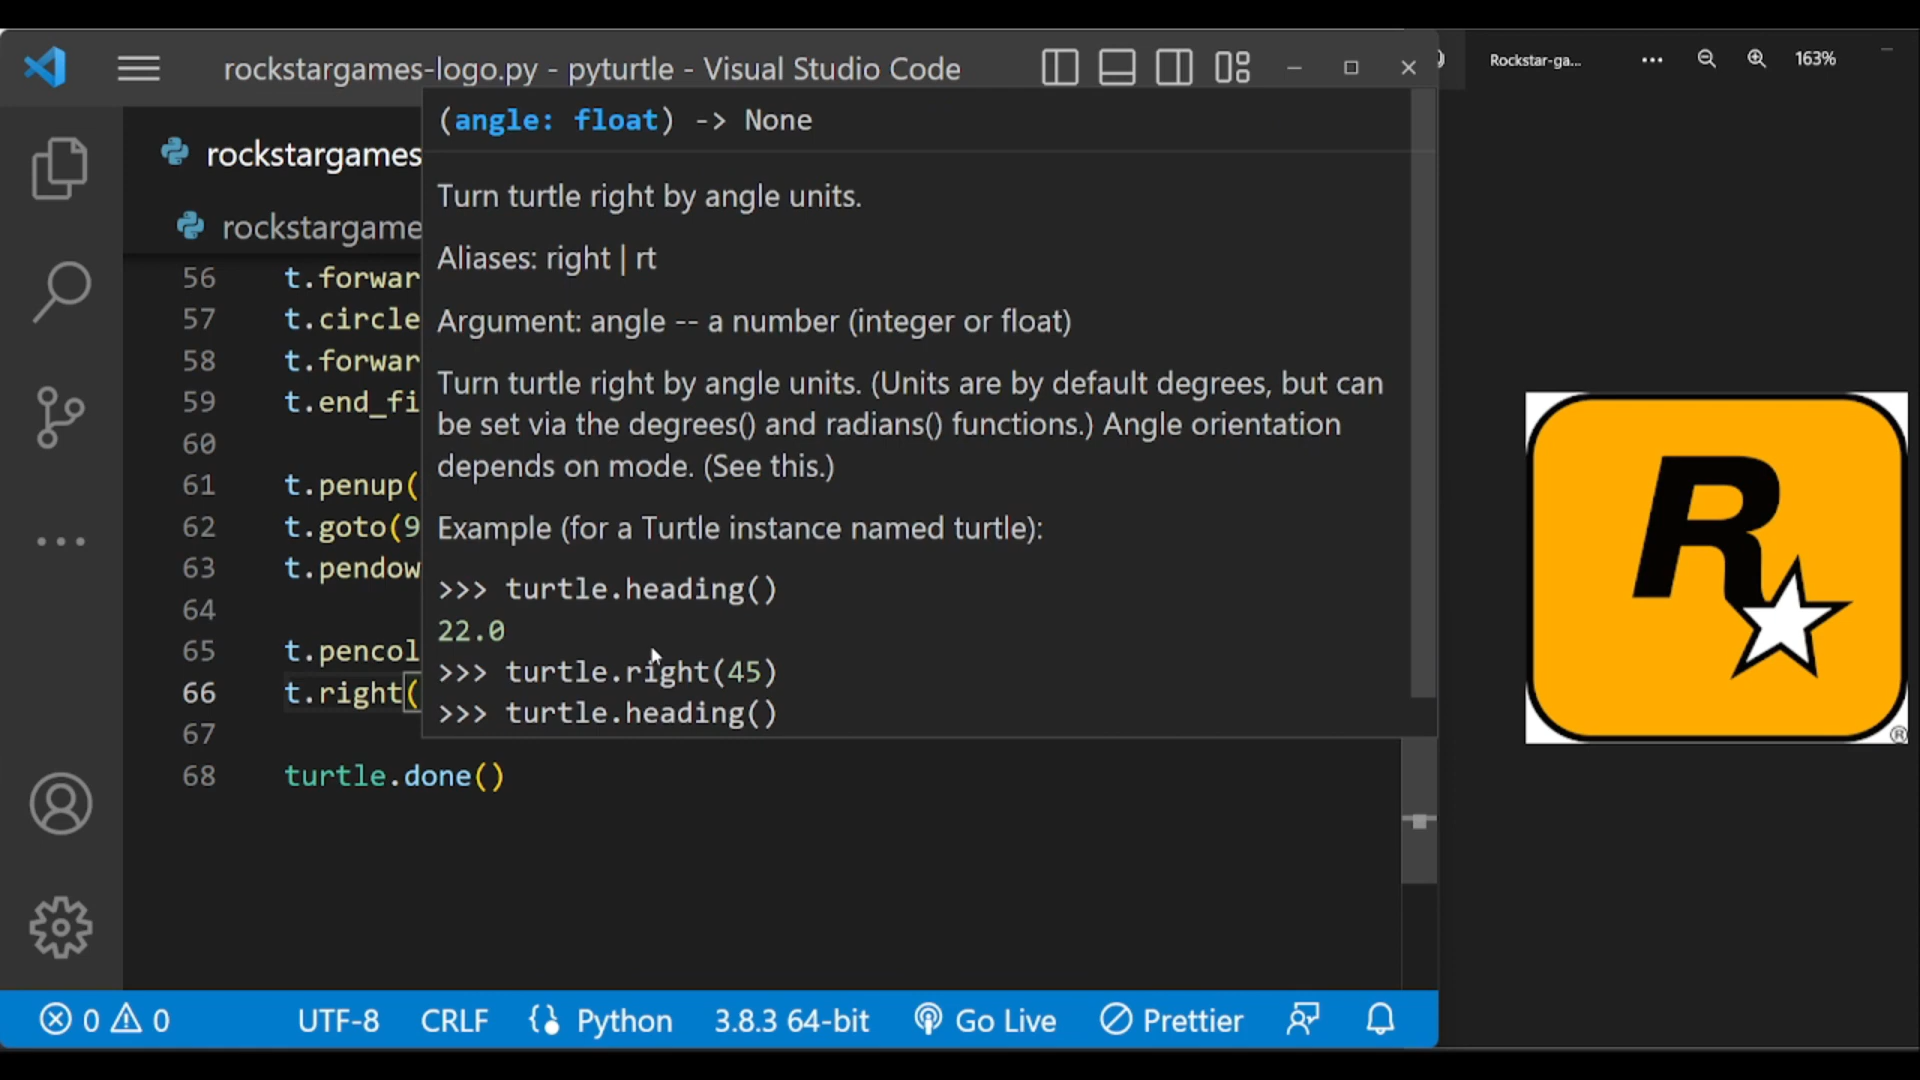 rockstargames-logo.py - pyturtle - Visual Studio Code
Rockstar-ga...
163%
(angle: float) -> None
rockstargames
Turn turtle right by angle units.
rockstargame
Aliases: right | rt
56 t.forwar
57 t.circle
Argument: angle -- a number (integer or float)
58 t.forwar
59 t.end_fi
Turn turtle right by angle units. (Units are by default degrees, but can
be set via the degrees() and radians() functions.) Angle orientation
depends on mode. (See this.)
60
61 t.penup(
62 t.goto(9
Example (for a Turtle instance named turtle):
63 t.pendow
>>> turtle.heading()
64
22.0
65 t.pencol
>>> turtle.right(45)
66 t.right(
>>> turtle.heading()
67
68 turtle.done()
R
®
0 0 UTF-8 CRLF Python 3.8.3 64-bit Go Live Prettier